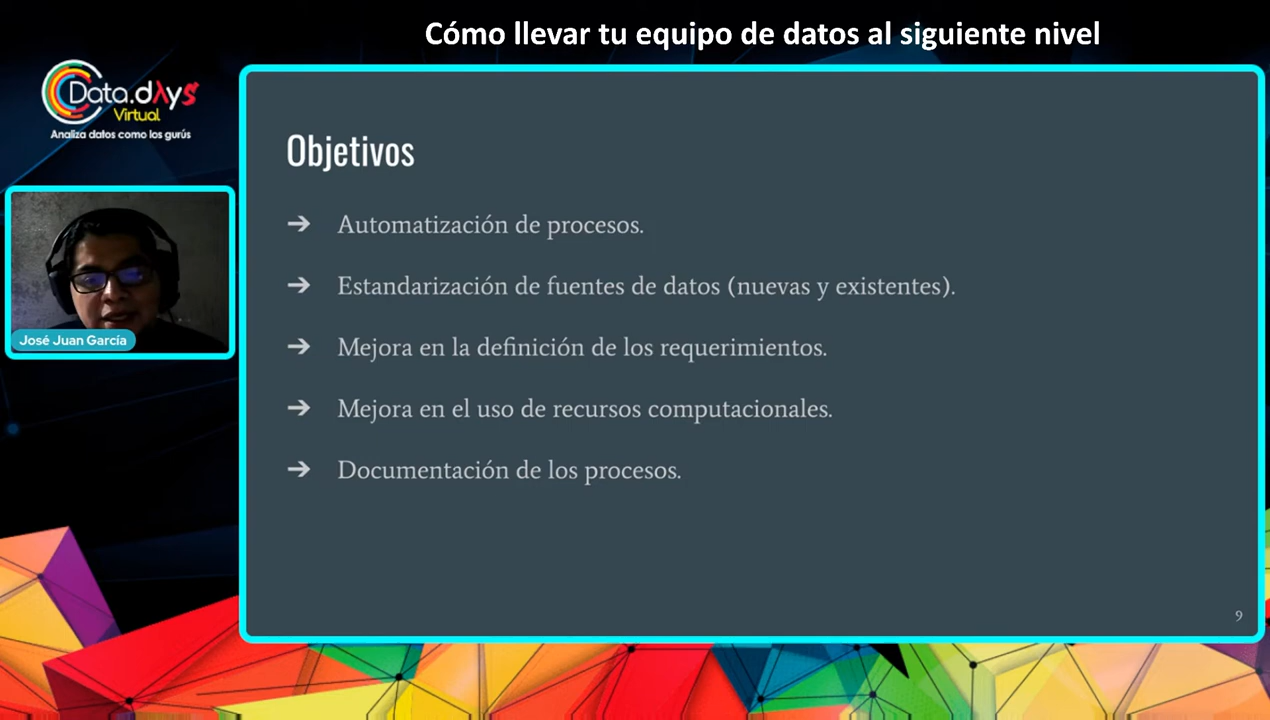 Cómo llevar tu equipo de datos al siguiente nivel
Data.dλys
Virtual
Analiza datos como los gurús
José Juan García
Objetivos
➔ Automatización de procesos.
➔ Estandarización de fuentes de datos (nuevas y existentes).
➔ Mejora en la definición de los requerimientos.
➔ Mejora en el uso de recursos computacionales.
➔ Documentación de los procesos.
9